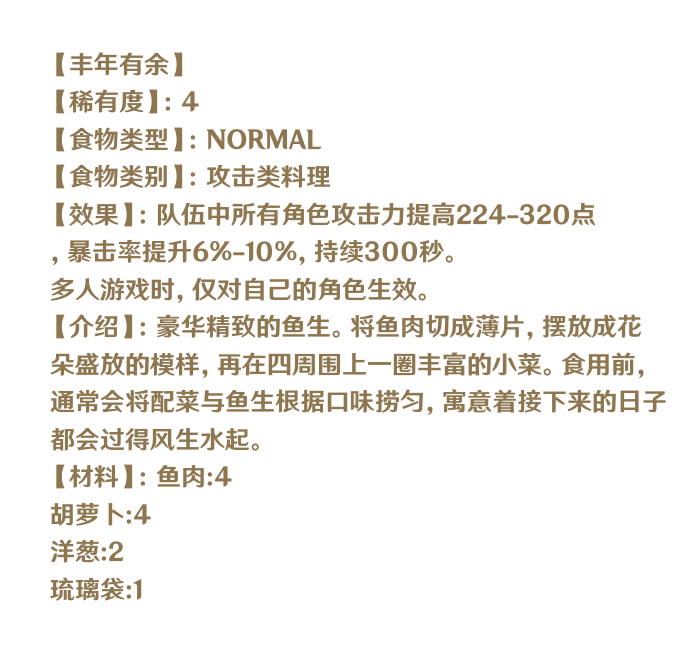 【丰年有余】
【稀有度】：4
【食物类型】：NORMAL
【食物类别】：攻击类料理
【效果】：队伍中所有角色攻击力提高224-320点
，暴击率提升6%-10%，持续300秒。
多人游戏时，仅对自己的角色生效。
【介绍】：豪华精致的鱼生。将鱼肉切成薄片，摆放成花
朵盛放的模样，再在四周围上一圈丰富的小菜。食用前，
通常会将配菜与鱼生根据口味捞匀，寓意着接下来的日子
都会过得风生水起。
【材料】：鱼肉:4
胡萝卜:4
洋葱:2
琉璃袋:1